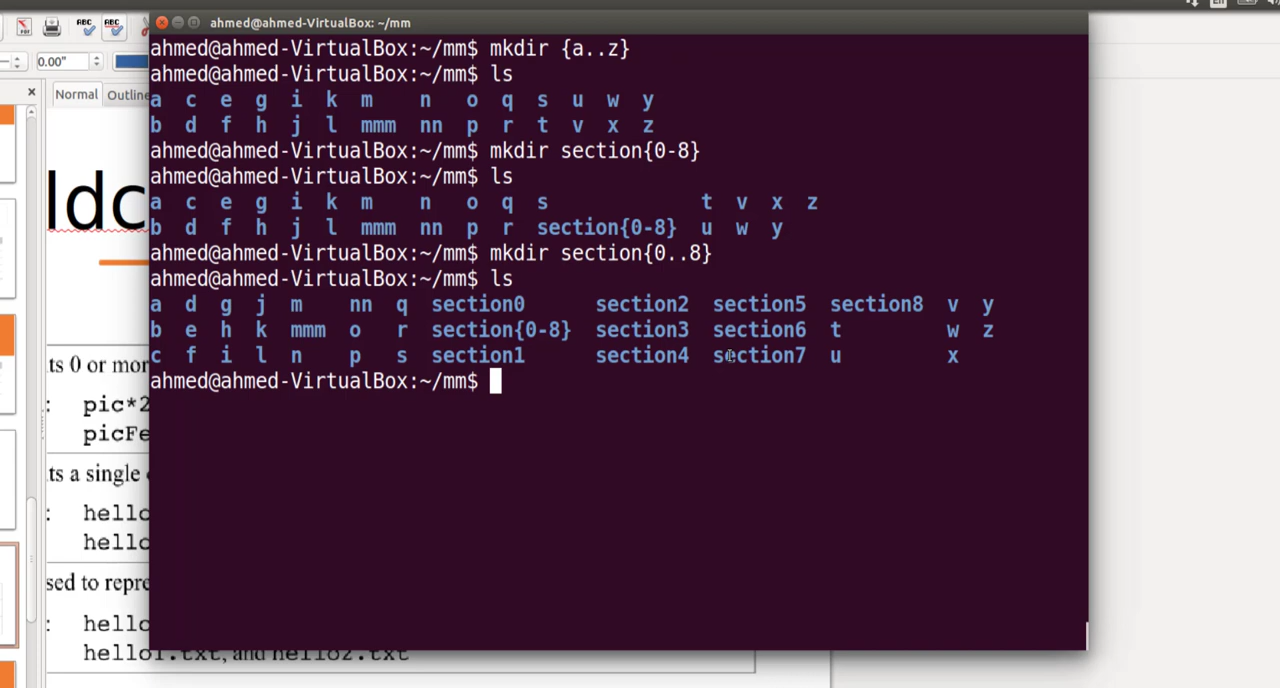 ahmed@ahmed-VirtualBox: ~/mm
ahmed@ahmed-VirtualBox:~/mm$ mkdir {a..z}
ahmed@ahmed-VirtualBox:~/mm$ ls
a c e g i k m n o q s u w y
b d f h j l mmm nn p r t v x z
ahmed@ahmed-VirtualBox:~/mm$ mkdir section{0-8}
ahmed@ahmed-VirtualBox:~/mm$ ls
a c e g i k m n o q s t v x z
b d f h j l mmm nn p r section{0-8} u w y
ahmed@ahmed-VirtualBox:~/mm$ mkdir section{0..8}
ahmed@ahmed-VirtualBox:~/mm$ ls
a d g j m nn q section0 section2 section5 section8 v y
b e h k mmm o r section{0-8} section3 section6 t w z
c f i l n p s section1 section4 section7 u x
ahmed@ahmed-VirtualBox:~/mm$
ABC ABC
0.00"
Normal Outline
ldc
ts 0 or mor
: pic*2
picFe
ts a single
: hello
hello
sed to repre
: hello
hello1.txt, and hello2.txt